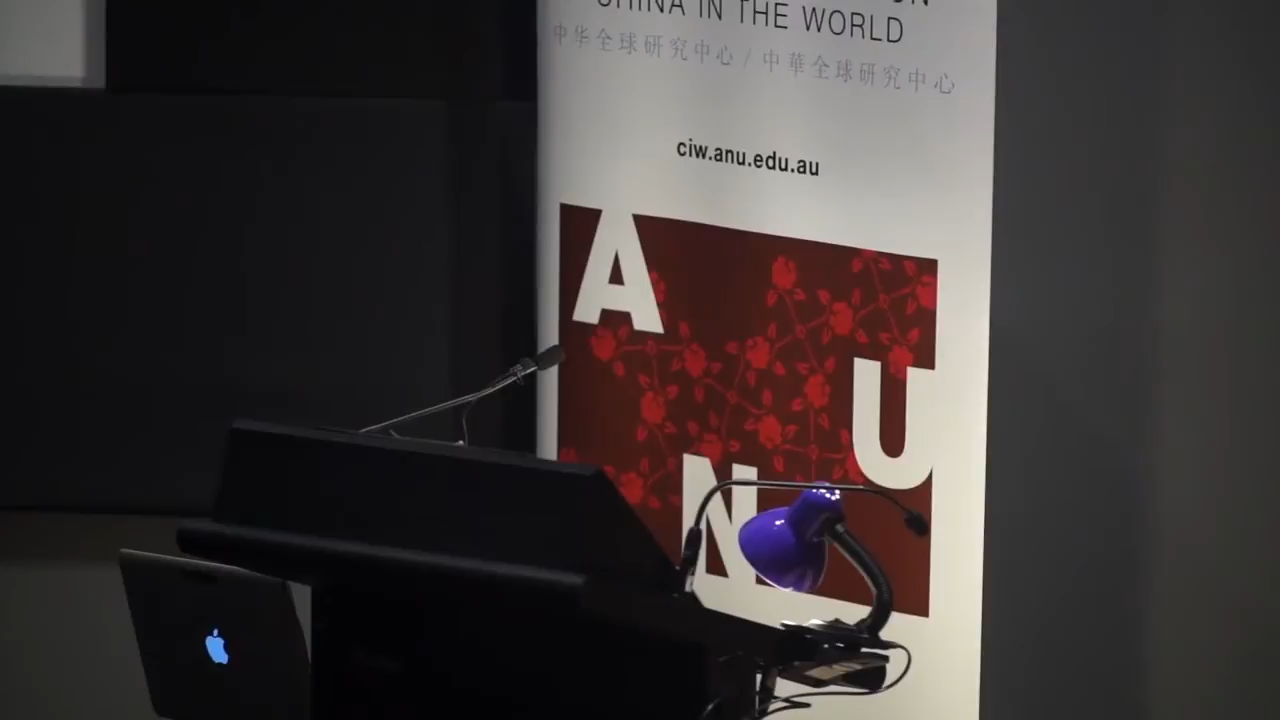 CHINA IN THE WORLD
中华全球研究中心 / 中華全球研究中心
ciw.anu.edu.au
A
U
N